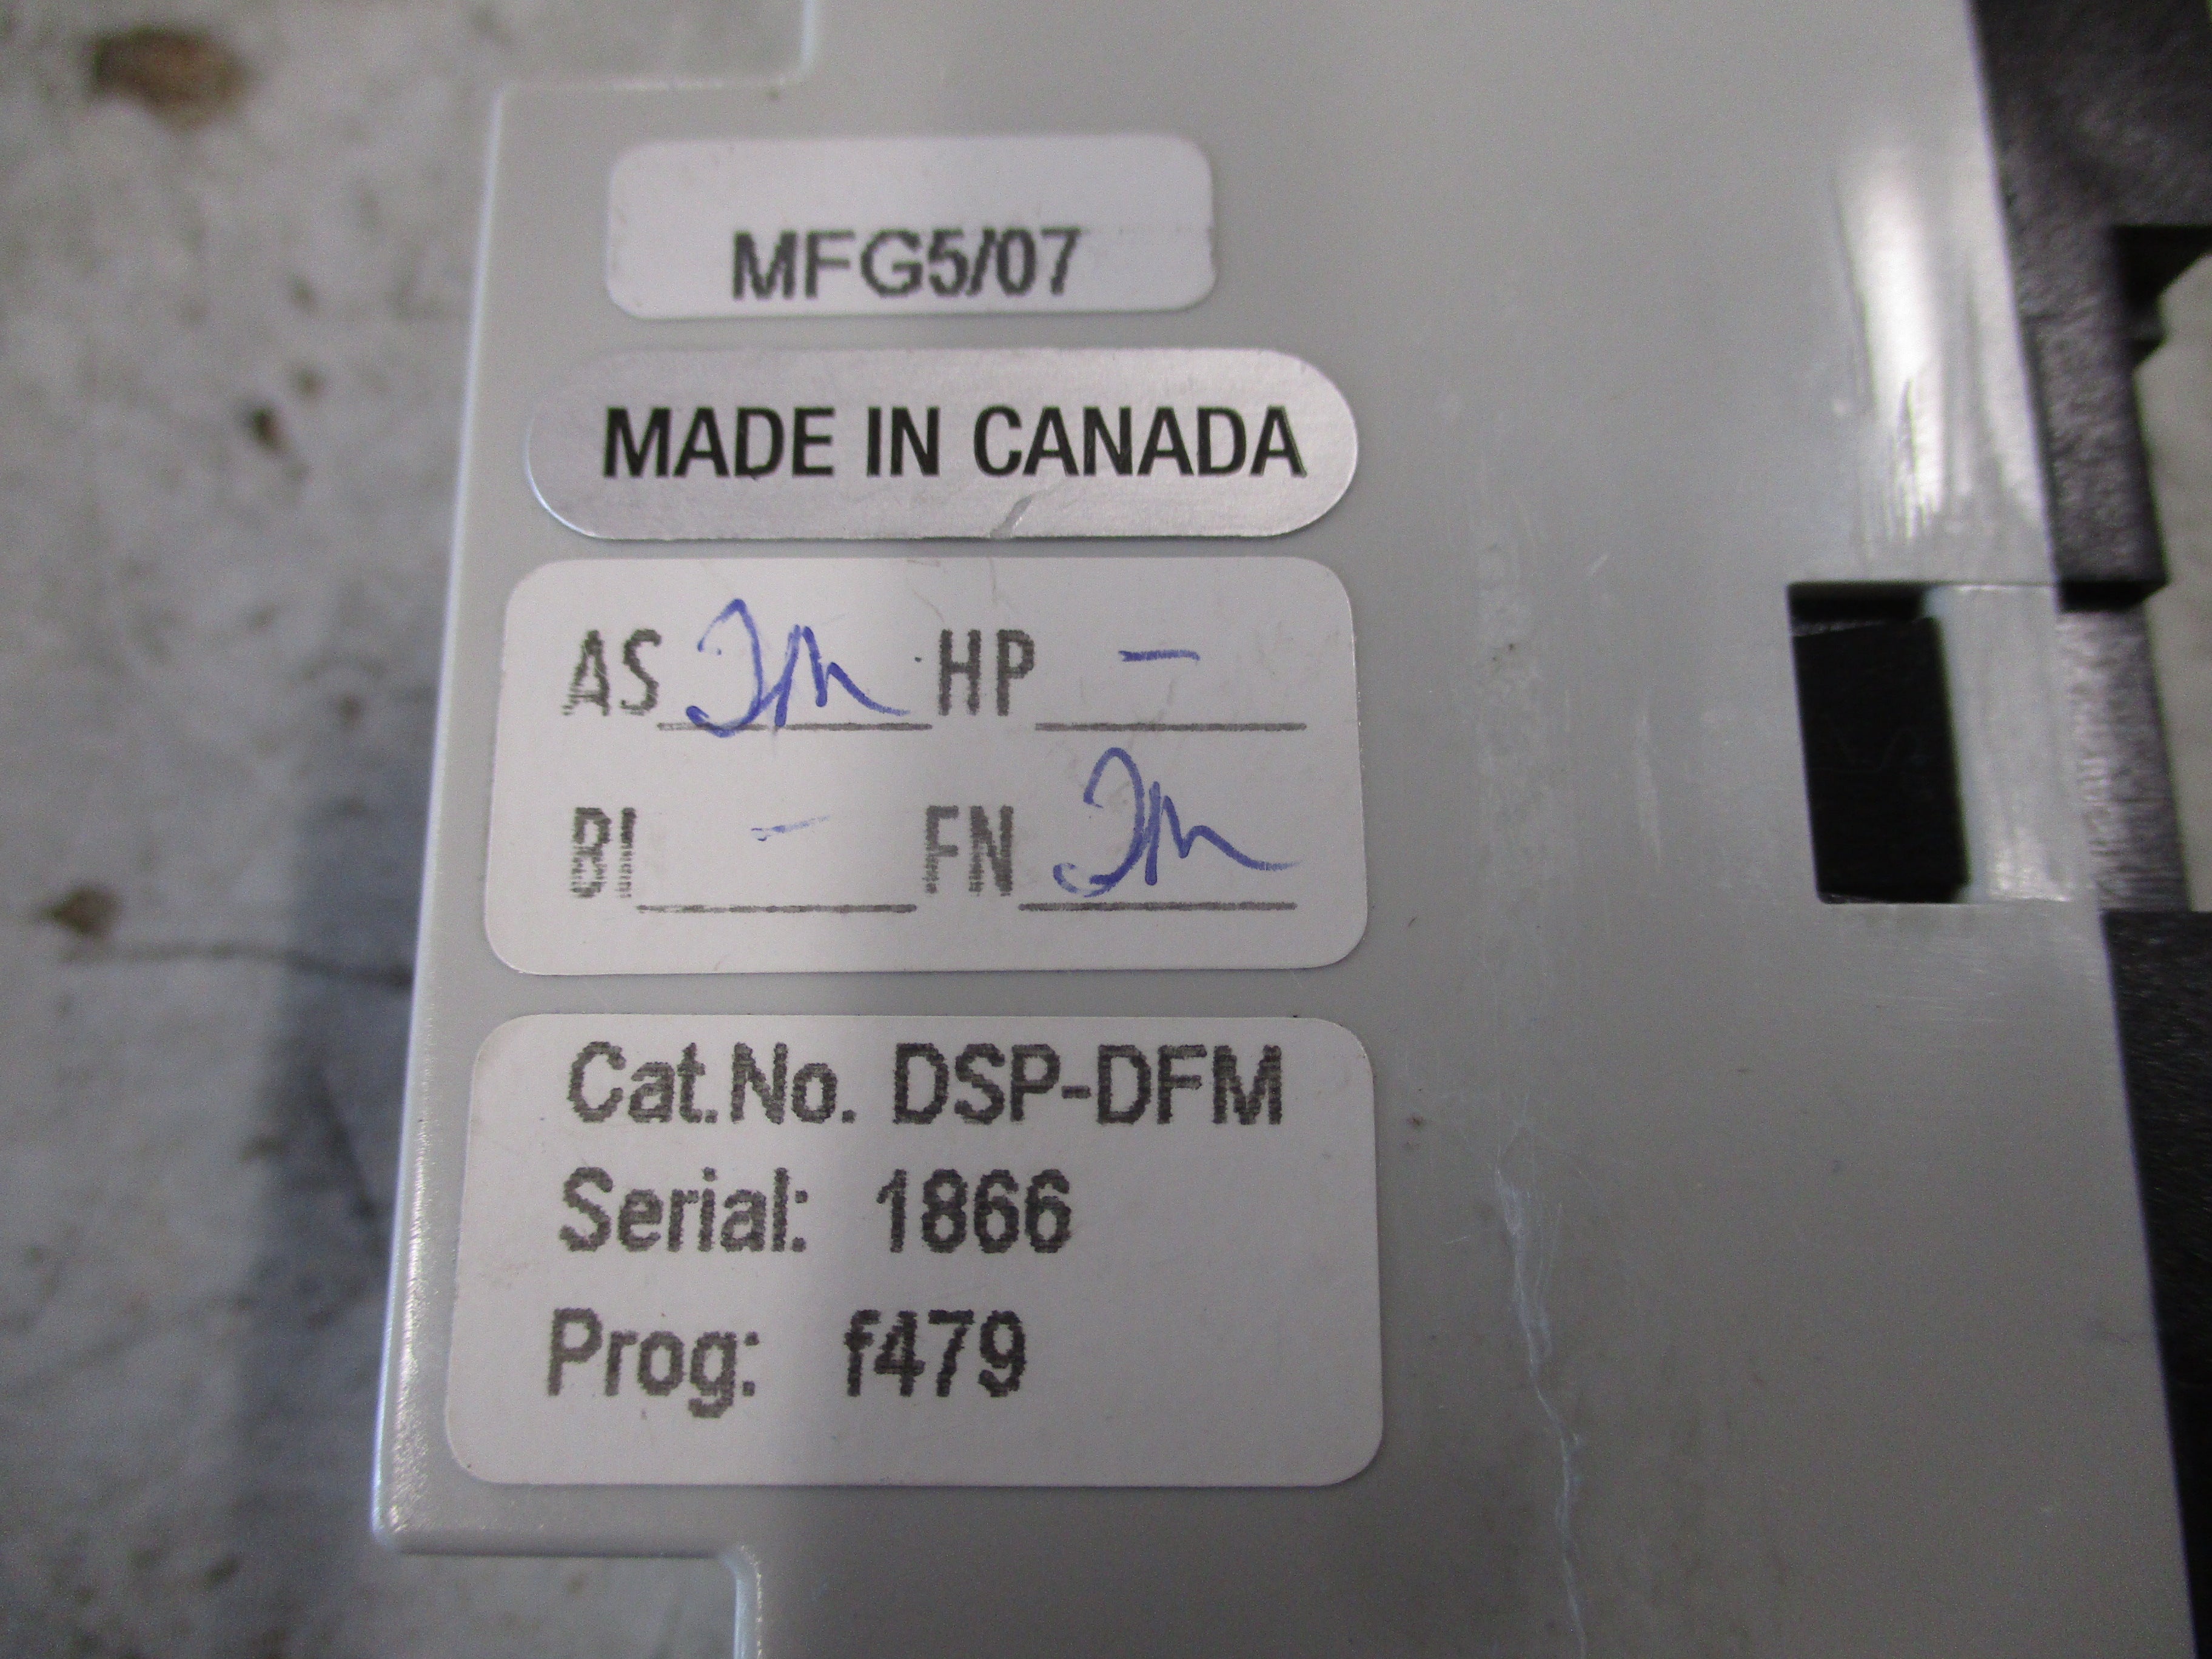 MFG5/07
MADE IN CANADA
AS HP -
BI - FN
Cat.No. DSP-DFM
Serial: 1866
Prog: f479